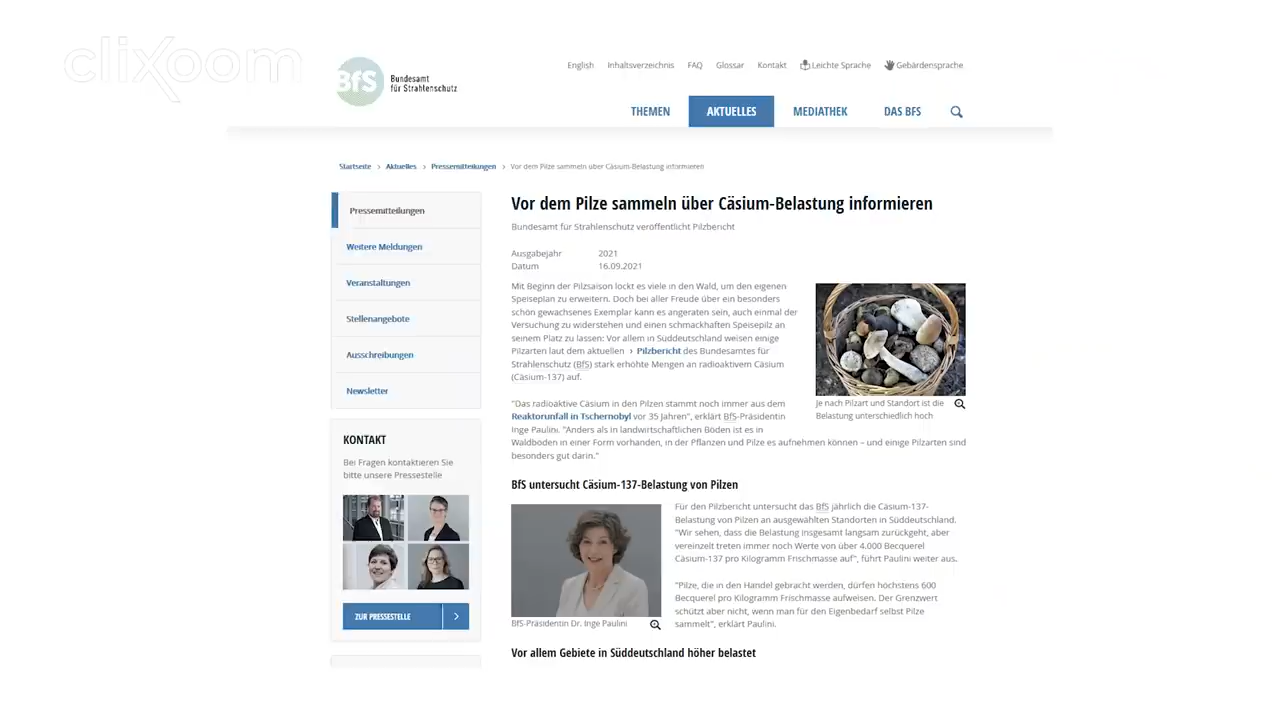 clixoom
BfS
Bundesamt
für Strahlenschutz
English Inhaltsverzeichnis FAQ Glossar Kontakt Leichte Sprache Gebärdensprache
THEMEN AKTUELLES MEDIATHEK DAS BFS
Startseite › Aktuelles › Pressemitteilungen › Vor dem Pilze sammeln über Cäsium-Belastung informieren
Pressemitteilungen
Weitere Meldungen
Veranstaltungen
Stellenangebote
Ausschreibungen
Newsletter
KONTAKT
Bei Fragen kontaktieren Sie
bitte unsere Pressestelle
ZUR PRESSESTELLE
Vor dem Pilze sammeln über Cäsium-Belastung informieren
Bundesamt für Strahlenschutz veröffentlicht Pilzbericht
Ausgabejahr 2021
Datum 16.09.2021
Mit Beginn der Pilzsaison lockt es viele in den Wald, um den eigenen
Speiseplan zu erweitern. Doch bei aller Freude über ein besonders
schön gewachsenes Exemplar kann es angeraten sein, auch einmal der
Versuchung zu widerstehen und einen schmackhaften Speisepilz an
seinem Platz zu lassen: Vor allem in Süddeutschland weisen einige
Pilzarten laut dem aktuellen › Pilzbericht des Bundesamtes für
Strahlenschutz (BfS) stark erhöhte Mengen an radioaktivem Cäsium
(Cäsium-137) auf.
Je nach Pilzart und Standort ist die
Belastung unterschiedlich hoch
"Das radioaktive Cäsium in den Pilzen stammt noch immer aus dem
Reaktorunfall in Tschernobyl vor 35 Jahren", erklärt BfS-Präsidentin
Inge Paulini. "Anders als in landwirtschaftlichen Böden ist es in
Waldböden in einer Form vorhanden, in der Pflanzen und Pilze es aufnehmen können – und einige Pilzarten sind
besonders gut darin."
BfS untersucht Cäsium-137-Belastung von Pilzen
Für den Pilzbericht untersucht das BfS jährlich die Cäsium-137-
Belastung von Pilzen an ausgewählten Standorten in Süddeutschland.
"Wir sehen, dass die Belastung insgesamt langsam zurückgeht, aber
vereinzelt treten immer noch Werte von über 4.000 Becquerel
Cäsium-137 pro Kilogramm Frischmasse auf", führt Paulini weiter aus.
"Pilze, die in den Handel gebracht werden, dürfen höchstens 600
Becquerel pro Kilogramm Frischmasse aufweisen. Der Grenzwert
schützt aber nicht, wenn man für den Eigenbedarf selbst Pilze
sammelt", erklärt Paulini.
BfS-Präsidentin Dr. Inge Paulini
Vor allem Gebiete in Süddeutschland höher belastet